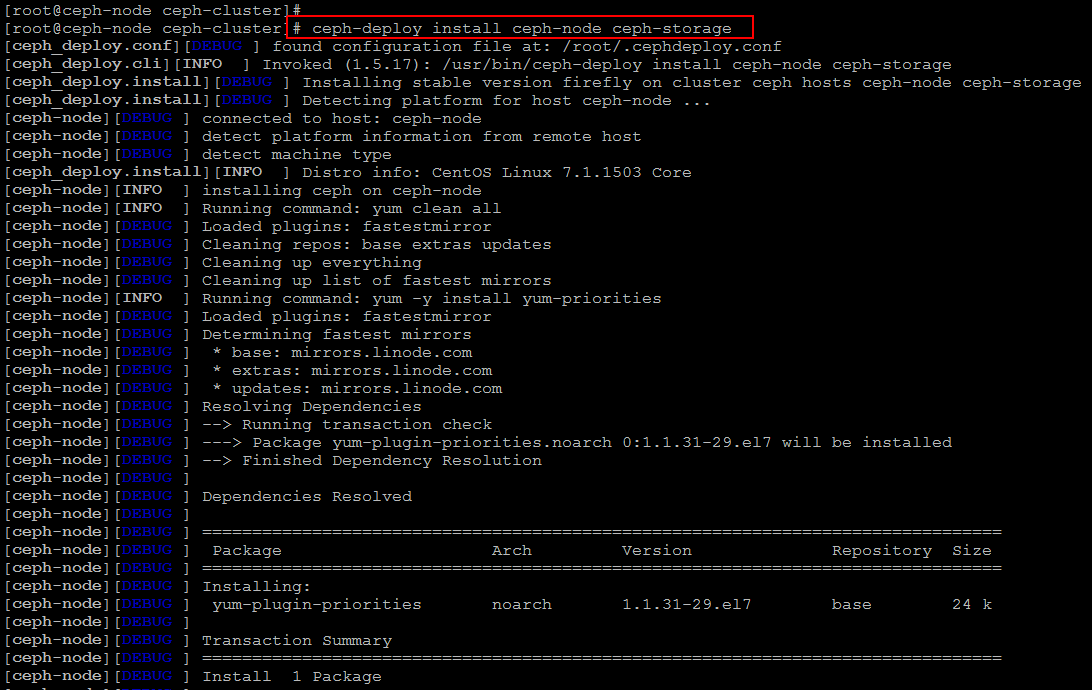 [root@ceph-node ceph-cluster]#
[root@ceph-node ceph-cluster]# ceph-deploy install ceph-node ceph-storage
[ceph_deploy.conf][DEBUG ] found configuration file at: /root/.cephdeploy.conf
[ceph_deploy.cli][INFO  ] Invoked (1.5.17): /usr/bin/ceph-deploy install ceph-node ceph-storage
[ceph_deploy.install][DEBUG ] Installing stable version firefly on cluster ceph hosts ceph-node ceph-storage
[ceph_deploy.install][DEBUG ] Detecting platform for host ceph-node ...
[ceph-node][DEBUG ] connected to host: ceph-node
[ceph-node][DEBUG ] detect platform information from remote host
[ceph-node][DEBUG ] detect machine type
[ceph_deploy.install][INFO  ] Distro info: CentOS Linux 7.1.1503 Core
[ceph-node][INFO  ] installing ceph on ceph-node
[ceph-node][INFO  ] Running command: yum clean all
[ceph-node][DEBUG ] Loaded plugins: fastestmirror
[ceph-node][DEBUG ] Cleaning repos: base extras updates
[ceph-node][DEBUG ] Cleaning up everything
[ceph-node][DEBUG ] Cleaning up list of fastest mirrors
[ceph-node][INFO  ] Running command: yum -y install yum-priorities
[ceph-node][DEBUG ] Loaded plugins: fastestmirror
[ceph-node][DEBUG ] Determining fastest mirrors
[ceph-node][DEBUG ]  * base: mirrors.linode.com
[ceph-node][DEBUG ]  * extras: mirrors.linode.com
[ceph-node][DEBUG ]  * updates: mirrors.linode.com
[ceph-node][DEBUG ] Resolving Dependencies
[ceph-node][DEBUG ] --> Running transaction check
[ceph-node][DEBUG ] ---> Package yum-plugin-priorities.noarch 0:1.1.31-29.el7 will be installed
[ceph-node][DEBUG ] --> Finished Dependency Resolution
[ceph-node][DEBUG ]
[ceph-node][DEBUG ] Dependencies Resolved
[ceph-node][DEBUG ]
[ceph-node][DEBUG ] ================================================================================
[ceph-node][DEBUG ]  Package                     Arch         Version              Repository  Size
[ceph-node][DEBUG ] ================================================================================
[ceph-node][DEBUG ] Installing:
[ceph-node][DEBUG ]  yum-plugin-priorities       noarch       1.1.31-29.el7        base        24 k
[ceph-node][DEBUG ]
[ceph-node][DEBUG ] Transaction Summary
[ceph-node][DEBUG ] ================================================================================
[ceph-node][DEBUG ] Install  1 Package